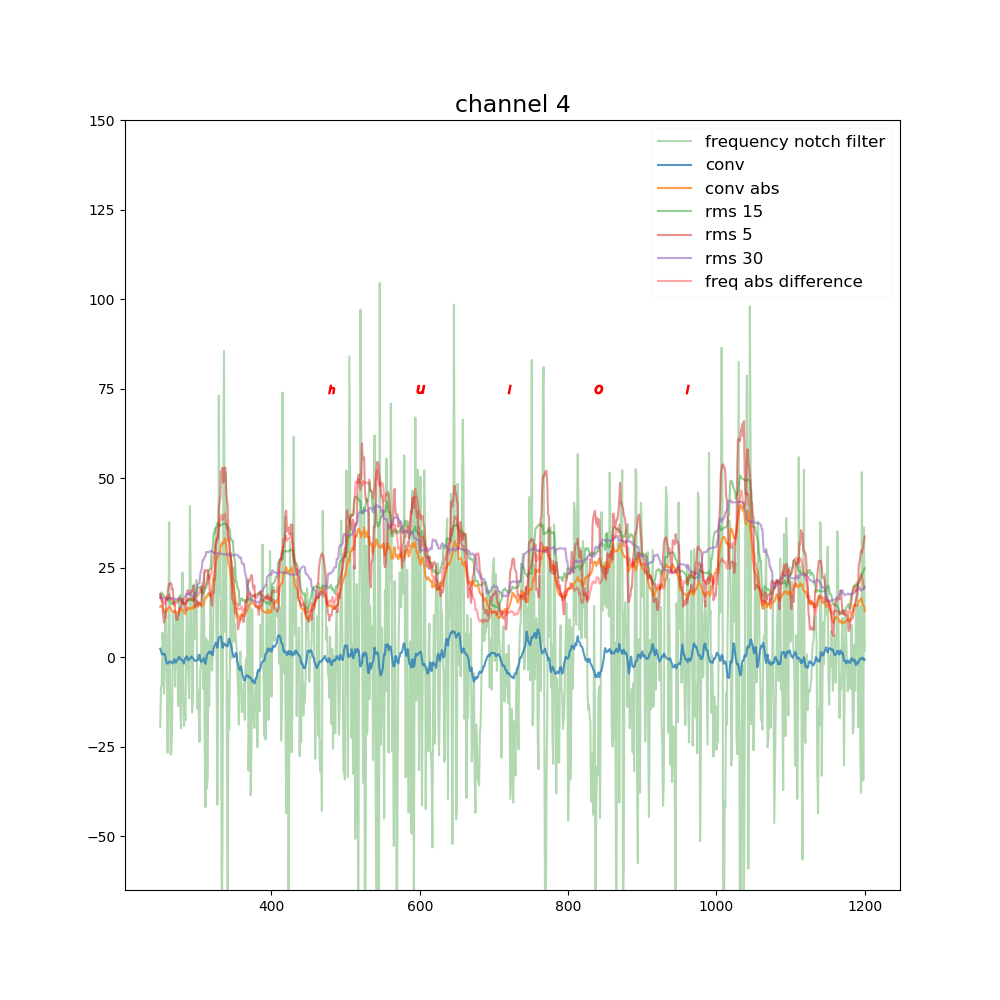 channel 4
150
frequency notch filter
conv
conv abs
125
rms 15
rms 5
rms 30
freq abs difference
100
75
h u l o l
50
25
0
−25
−50
400 600 800 1000 1200